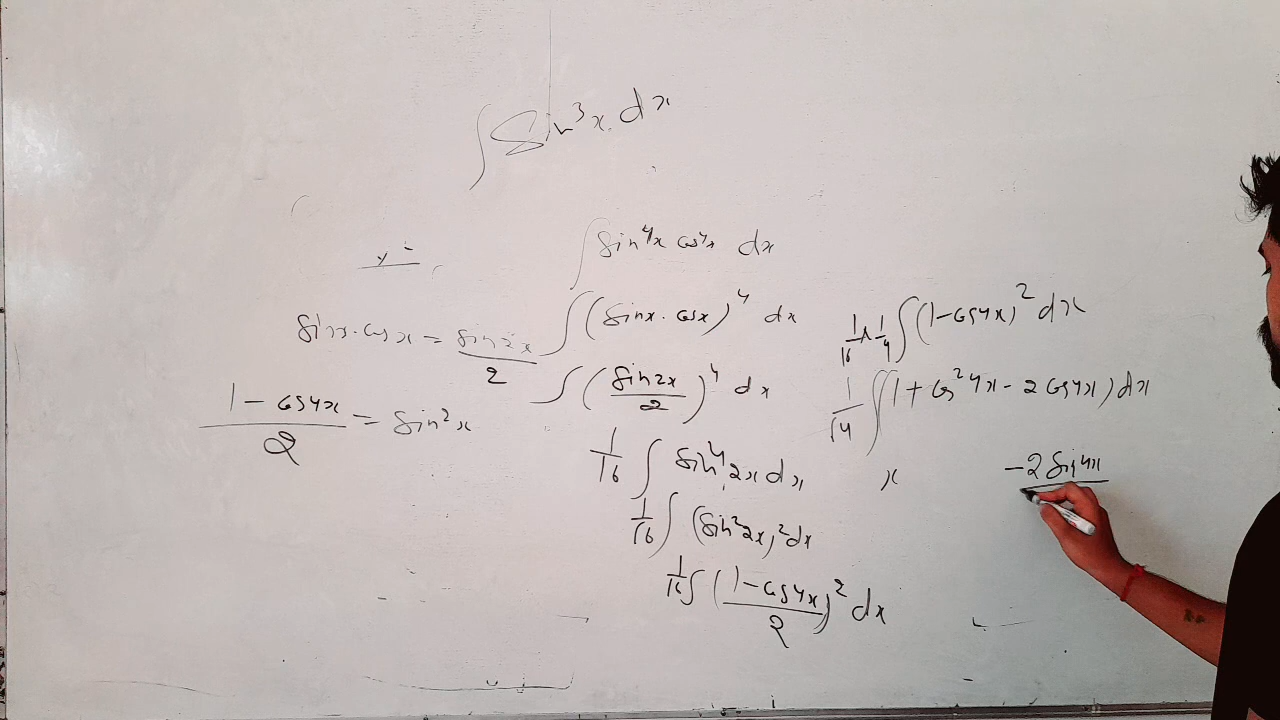 ∫ Sin³x. dx
y =
∫ Sin⁴x cos⁴x dx
Sinx·cosx = Sin2x/2
∫ (Sinx·cosx)⁴ dx
∫ (Sin2x/2)⁴ dx
(1 - cos4x)/2 = Sin²x
1/16 ∫ Sin⁴2x dx
1/16 ∫ (Sin²2x)² dx
1/16 ∫ ((1 - cos4x)/2)² dx
1/16 × 1/4 ∫ (1 - cos4x)² dx
1/64 ∫ (1 + cos²4x - 2cos4x) dx
x -2Sin4x